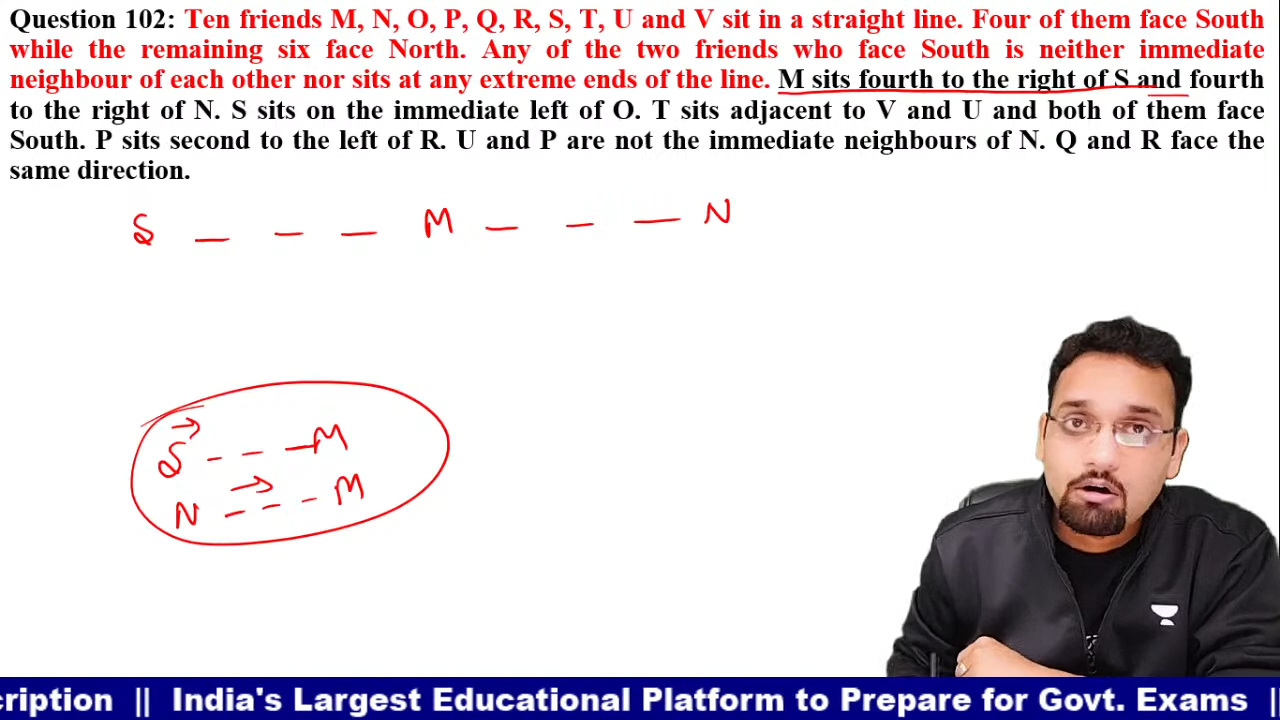 Question 102: Ten friends M, N, O, P, Q, R, S, T, U and V sit in a straight line. Four of them face South
while the remaining six face North. Any of the two friends who face South is neither immediate
neighbour of each other nor sits at any extreme ends of the line. M sits fourth to the right of S and fourth
to the right of N. S sits on the immediate left of O. T sits adjacent to V and U and both of them face
South. P sits second to the left of R. U and P are not the immediate neighbours of N. Q and R face the
same direction.
S _ _ _ M _ _ _ N
S _ _ _ M
N _ _ _ M
cription || India's Largest Educational Platform to Prepare for Govt. Exams ||